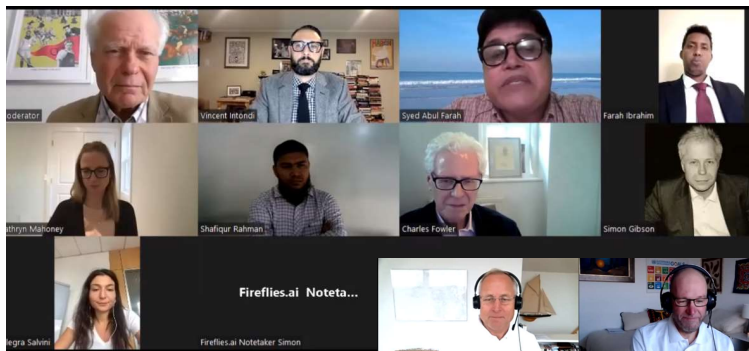 oderator
Vincent Intondi
Syed Abul Farah
Farah Ibrahim
athryn Mahoney
Shafiqur Rahman
Charles Fowler
Simon Gibson
legra Salvini
Fireflies.ai Noteta...
Fireflies.ai Notetaker Simon